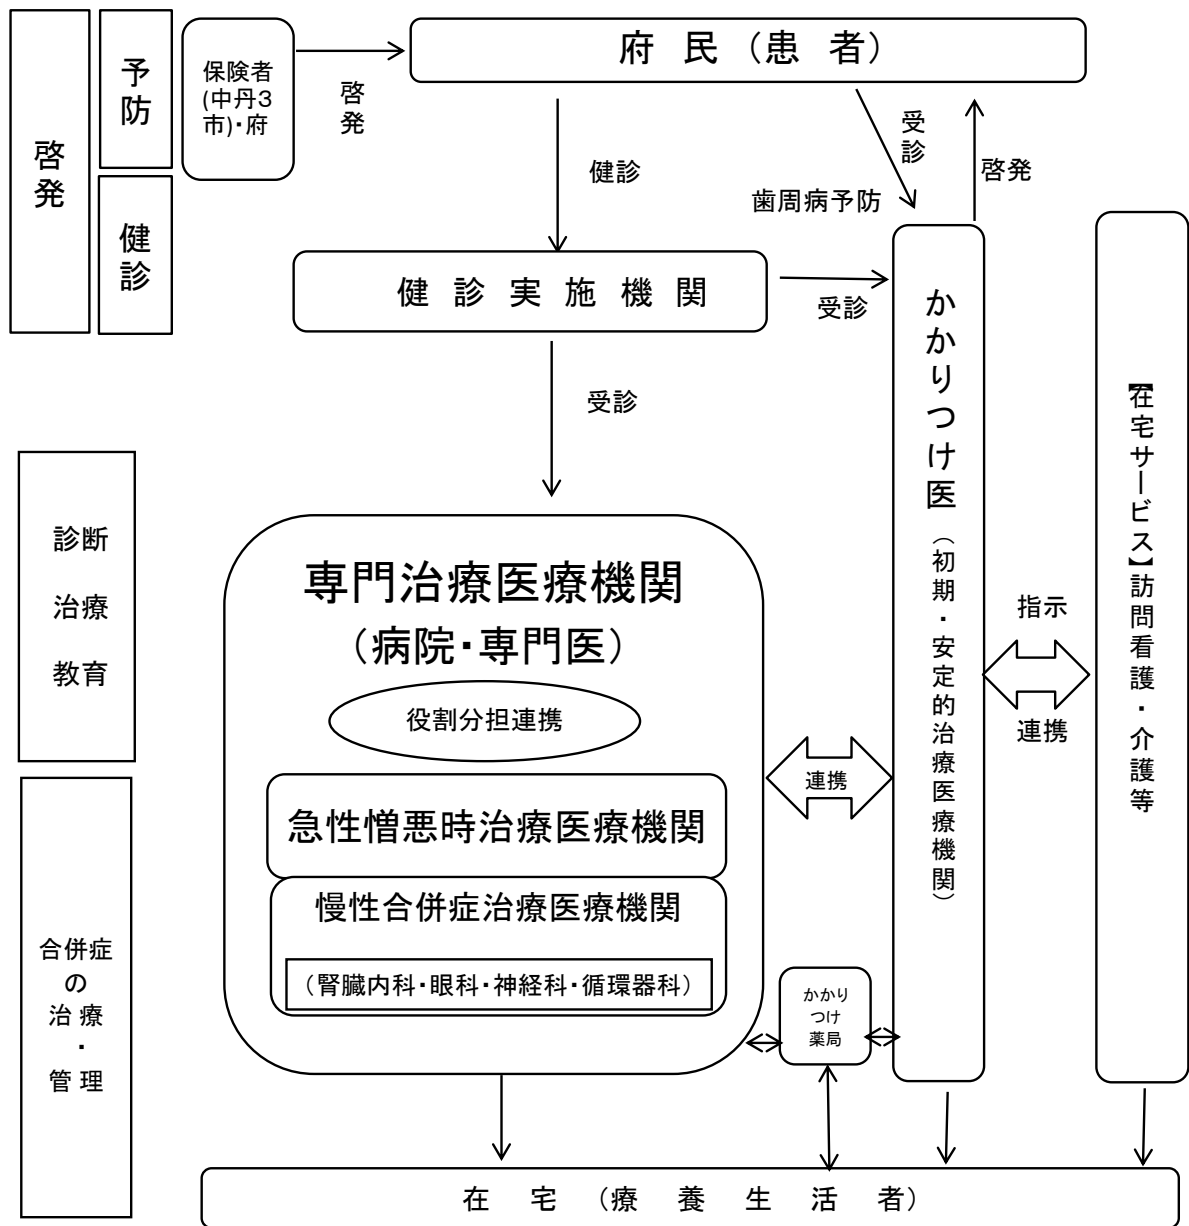 啓発
予防
健診
保険者
(中丹3
市)・府
啓発
府民(患者)
健診
受診
歯周病予防
啓発
健診実施機関
受診
受診
かかりつけ医(初期・安定的治療医療機関)
【在宅サービス】訪問看護・介護等
診断
治療
教育
専門治療医療機関
(病院・専門医)
役割分担連携
急性憎悪時治療医療機関
慢性合併症治療医療機関
(腎臓内科・眼科・神経科・循環器科)
連携
指示
連携
合併症
の
治療
・
管理
かかり
つけ
薬局
在宅(療養生活者)